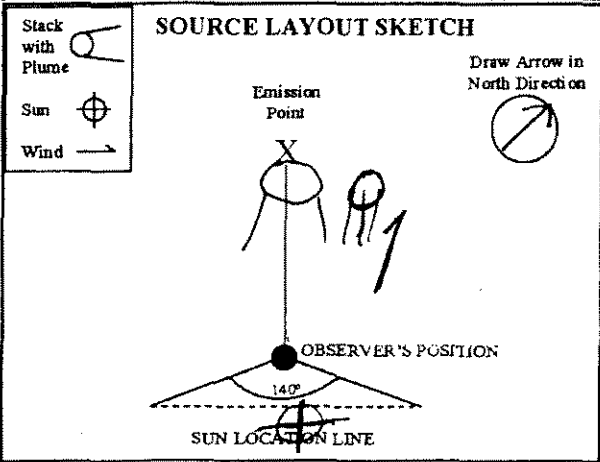 Stack
with
Plume
Sun
Wind
SOURCE LAYOUT SKETCH
Draw Arrow in
North Direction
Emission
Point
X
OBSERVER'S POSITION
140°
SUN LOCATION LINE